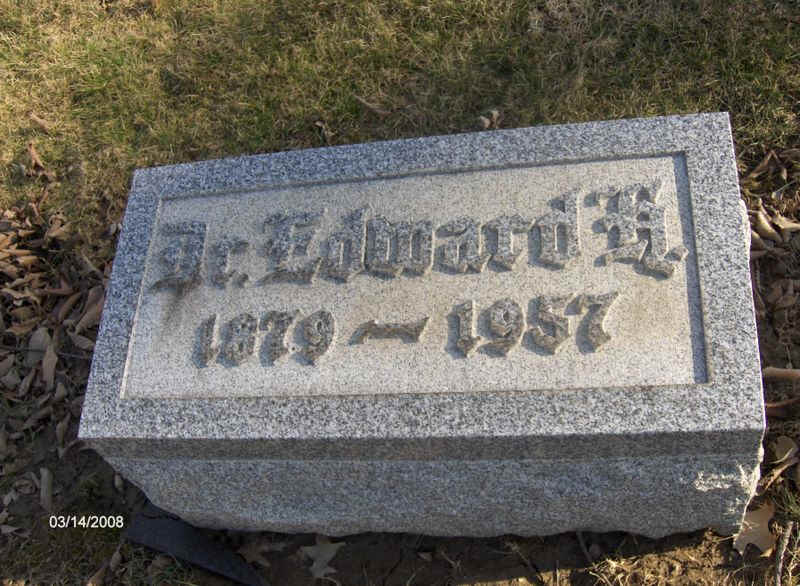 Dr. Edward H.
1879 — 1957
03/14/2008